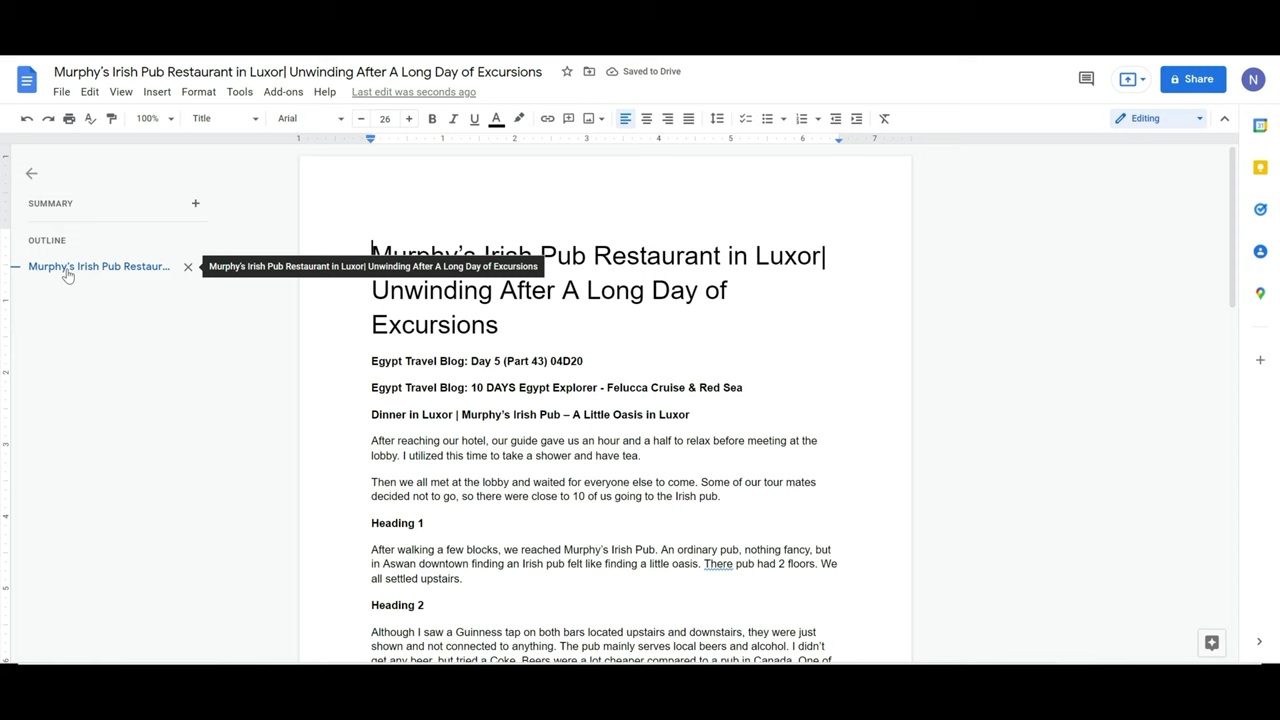 Murphy's Irish Pub Restaurant in Luxor| Unwinding After A Long Day of Excursions
Saved to Drive
Share
N
File Edit View Insert Format Tools Add-ons Help Last edit was seconds ago
100% Title Arial 26 B I U A Editing
1 1 2 3 4 5 6 7
SUMMARY
OUTLINE
Murphy's Irish Pub Restaur...
Murphy's Irish Pub Restaurant in Luxor| Unwinding After A Long Day of Excursions
Murphy's Irish Pub Restaurant in Luxor|
Unwinding After A Long Day of
Excursions
Egypt Travel Blog: Day 5 (Part 43) 04D20
Egypt Travel Blog: 10 DAYS Egypt Explorer - Felucca Cruise & Red Sea
Dinner in Luxor | Murphy's Irish Pub – A Little Oasis in Luxor
After reaching our hotel, our guide gave us an hour and a half to relax before meeting at the
lobby. I utilized this time to take a shower and have tea.
Then we all met at the lobby and waited for everyone else to come. Some of our tour mates
decided not to go, so there were close to 10 of us going to the Irish pub.
Heading 1
After walking a few blocks, we reached Murphy's Irish Pub. An ordinary pub, nothing fancy, but
in Aswan downtown finding an Irish pub felt like finding a little oasis. There pub had 2 floors. We
all settled upstairs.
Heading 2
Although I saw a Guinness tap on both bars located upstairs and downstairs, they were just
shown and not connected to anything. The pub mainly serves local beers and alcohol. I didn't
get any beer, but tried a Coke. Beers were a lot cheaper compared to a pub in Canada. One of